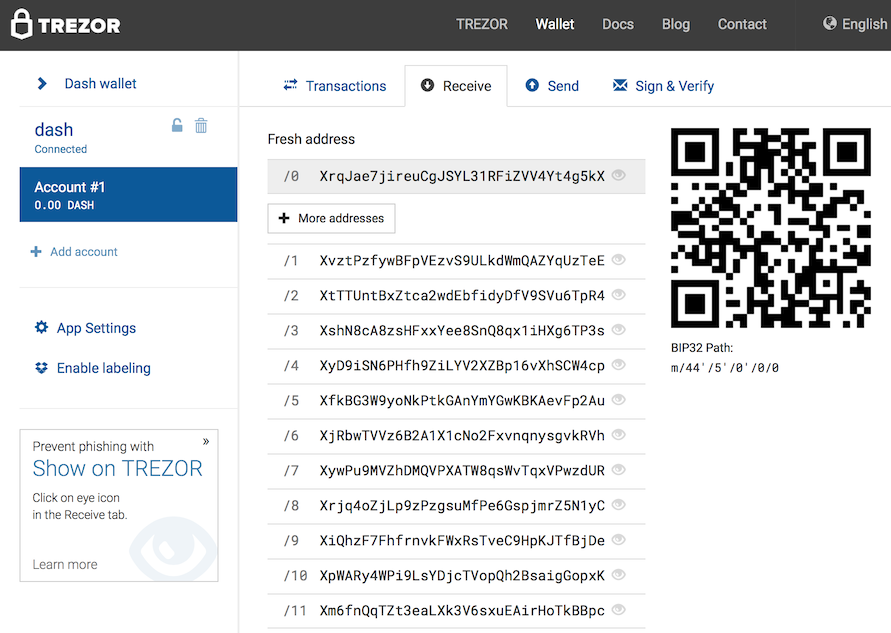 TREZOR
TREZOR Wallet Docs Blog Contact English
Dash wallet
dash
Connected
Account #1
0.00 DASH
Add account
App Settings
Enable labeling
Prevent phishing with »
Show on TREZOR
Click on eye icon
in the Receive tab.
Learn more
Transactions Receive Send Sign & Verify
Fresh address
/0 XrqJae7jireuCgJSYL31RFiZVV4Yt4g5kX
More addresses
/1 XvztPzfywBFpVEzvS9ULkdWmQAZYqUzTeE
/2 XtTTUntBxZtca2wdEbfidyDfV9SVu6TpR4
/3 XshN8cA8zsHFxxYee8SnQ8qx1iHXg6TP3s
/4 XyD9iSN6PHfh9ZiLYV2XZBp16vXhSCW4cp
/5 XfkBG3W9yoNkPtkGAnYmYGwKBKAevFp2Au
/6 XjRbwTVVz6B2A1X1cNo2FxvnqnysgvkRVh
/7 XywPu9MVZhDMQVPXATW8qsWvTqxVPwzdUR
/8 Xrjq4oZjLp9zPzgsuMfPe6GspjmrZ5N1yC
/9 XiQhzF7FhfrnvkFWxRsTveC9HpKJTfBjDe
/10 XpWARy4WPi9LsYDjcTVopQh2BsaigGopxK
/11 Xm6fnQqTZt3eaLXk3V6sxuEAirHoTkBBpc
BIP32 Path:
m/44'/5'/0'/0/0